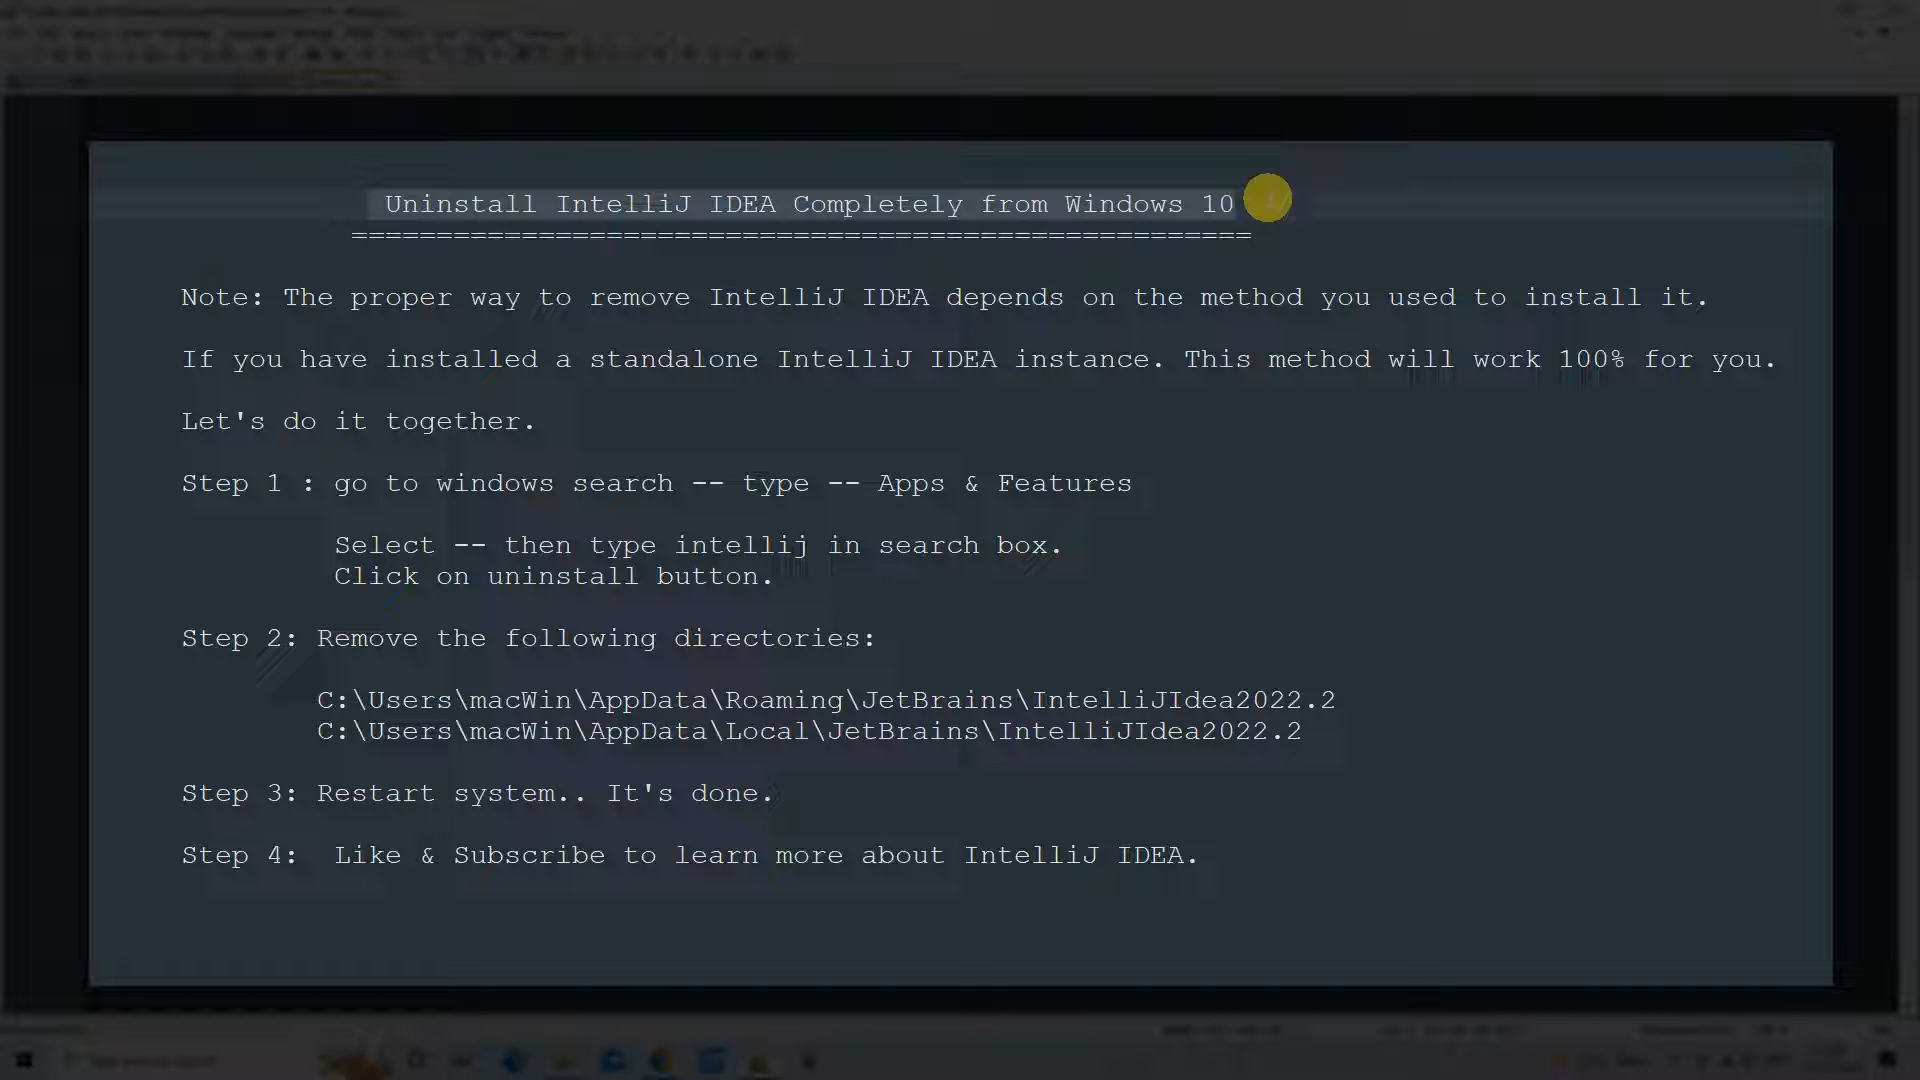 Uninstall IntelliJ IDEA Completely from Windows 10
=====================================================
Note: The proper way to remove IntelliJ IDEA depends on the method you used to install it.
If you have installed a standalone IntelliJ IDEA instance. This method will work 100% for you.
Let's do it together.
Step 1 : go to windows search -- type -- Apps & Features
Select -- then type intellij in search box.
Click on uninstall button.
Step 2: Remove the following directories:
C:\Users\macWin\AppData\Roaming\JetBrains\IntelliJIdea2022.2
C:\Users\macWin\AppData\Local\JetBrains\IntelliJIdea2022.2
Step 3: Restart system.. It's done.
Step 4:  Like & Subscribe to learn more about IntelliJ IDEA.